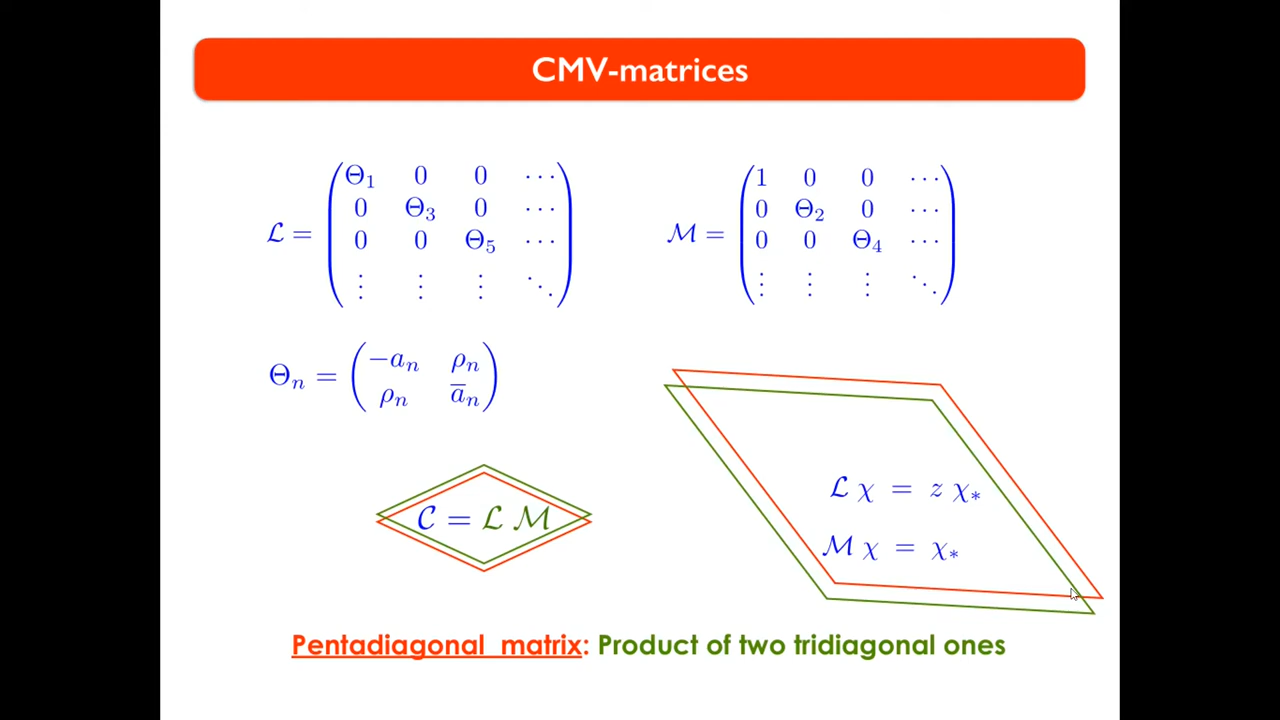 CMV-matrices
ℒ = ( Θ₁ 0 0 ⋯
0 Θ₃ 0 ⋯
0 0 Θ₅ ⋯
⋮ ⋮ ⋮ ⋱ )
ℳ = ( 1 0 0 ⋯
0 Θ₂ 0 ⋯
0 0 Θ₄ ⋯
⋮ ⋮ ⋮ ⋱ )
Θₙ = ( −aₙ ρₙ
ρₙ a̅ₙ )
𝒞 = ℒ ℳ
ℒ χ = z χ∗
ℳ χ = χ∗
Pentadiagonal matrix: Product of two tridiagonal ones